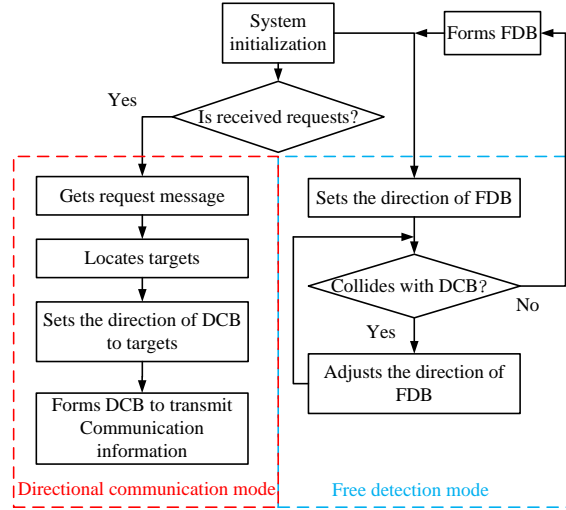 System
initialization
Forms FDB
Yes
Is received requests?
Gets request message
Locates targets
Sets the direction of DCB
to targets
Forms DCB to transmit
Communication
information
Directional communication mode
Sets the direction of FDB
Collides with DCB?
No
Yes
Adjusts the direction of
FDB
Free detection mode